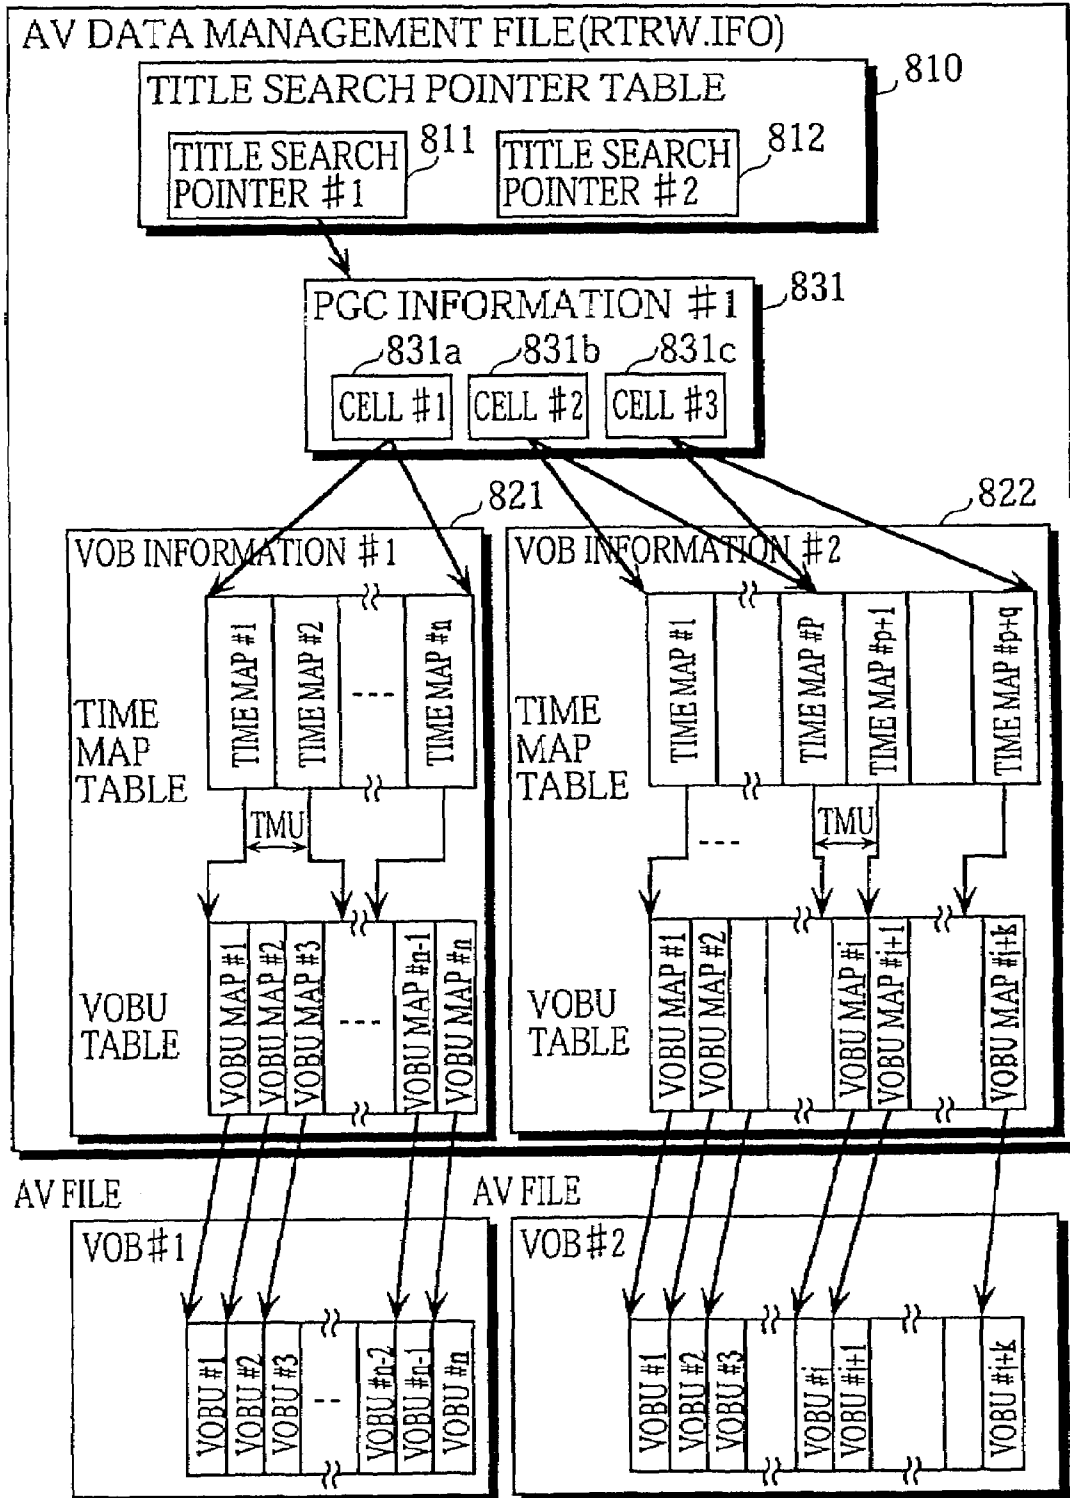 AV DATA MANAGEMENT FILE(RTRW.IFO)
TITLE SEARCH POINTER TABLE
810
TITLE SEARCH
POINTER #1
811
TITLE SEARCH
POINTER #2
812
PGC INFORMATION #1
831
831a
831b
831c
CELL #1
CELL #2
CELL #3
821
822
VOB INFORMATION #1
VOB INFORMATION #2
TIME
MAP
TABLE
TIME MAP #1
TIME MAP #2
---
TIME MAP #n
TIME
MAP
TABLE
TIME MAP #1
TIME MAP #P
TIME MAP #p+1
TIME MAP #p+q
TMU
----
TMU
VOBU
TABLE
VOBU MAP #1
VOBU MAP #2
VOBU MAP #3
----
VOBU MAP #n-1
VOBU MAP #n
VOBU
TABLE
VOBU MAP #1
VOBU MAP #2
VOBU MAP #i
VOBU MAP #i+1
VOBU MAP #i+k
AV FILE
AV FILE
VOB #1
VOB #2
VOBU #1
VOBU #2
VOBU #3
--
VOBU #n-2
VOBU #n-1
VOBU #n
VOBU #1
VOBU #2
VOBU #3
VOBU #i
VOBU #i+1
VOBU #i+k